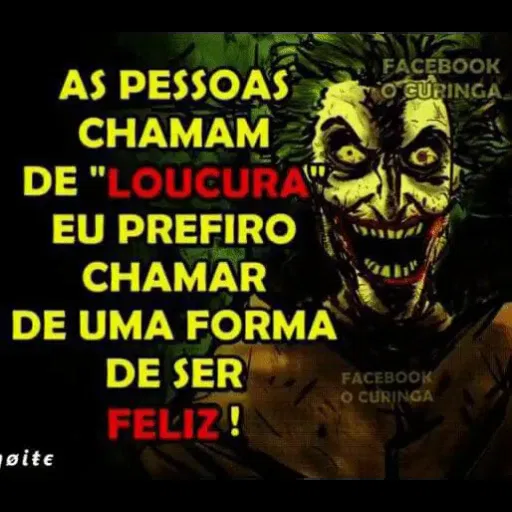 FACEBOOK
O CURINGA
AS PESSOAS
CHAMAM
DE "LOUCURA"
EU PREFIRO
CHAMAR
DE UMA FORMA
DE SER
FELIZ!
FACEBOOK
O CURINGA